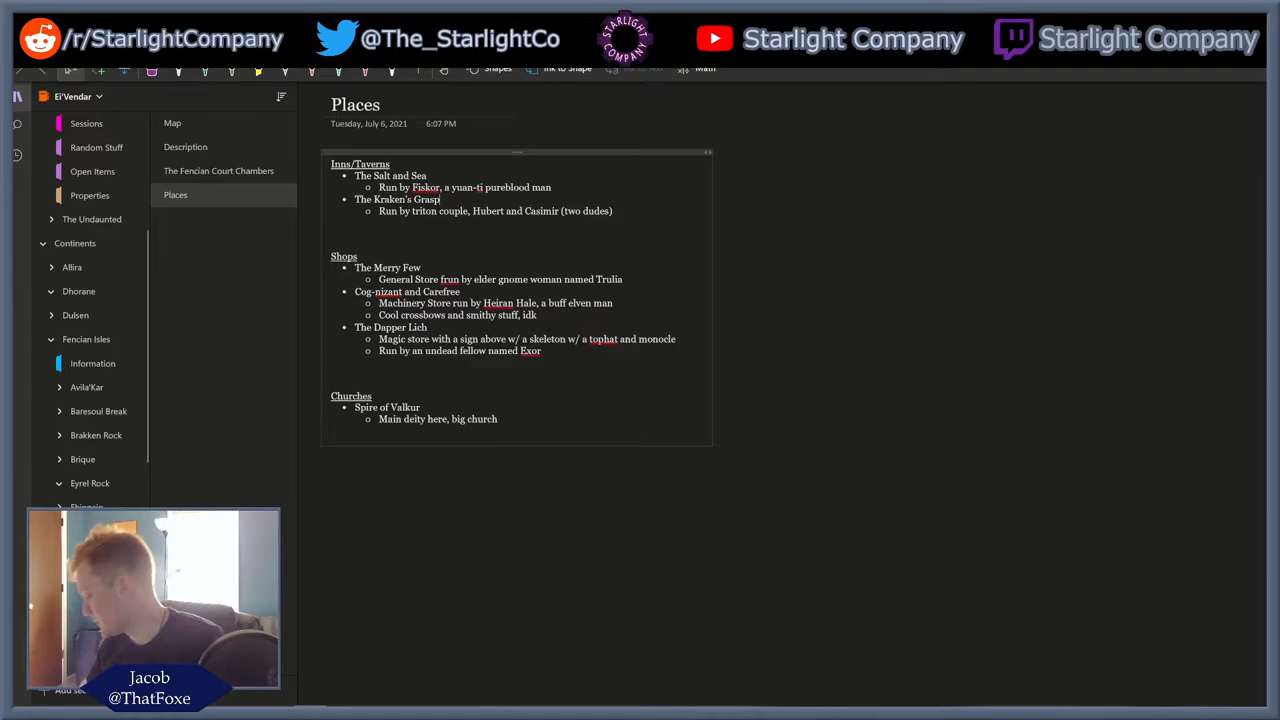 /r/StarlightCompany
@The_StarlightCo
STARLIGHT COMPANY
Starlight Company
Starlight Company
Shapes
Ink to Shape
Math
Ei'Vendar
Places
Tuesday, July 6, 2021
6:07 PM
Sessions
Random Stuff
Open Items
Properties
The Undaunted
Continents
Allira
Dhorane
Dulsen
Fencian Isles
Information
Avila'Kar
Baresoul Break
Brakken Rock
Brique
Eyrel Rock
Map
Description
The Fencian Court Chambers
Places
Inns/Taverns
• The Salt and Sea
○ Run by Fiskor, a yuan-ti pureblood man
• The Kraken's Grasp
○ Run by triton couple, Hubert and Casimir (two dudes)
Shops
• The Merry Few
○ General Store frun by elder gnome woman named Trulia
• Cog-nizant and Carefree
○ Machinery Store run by Heiran Hale, a buff elven man
○ Cool crossbows and smithy stuff, idk
• The Dapper Lich
○ Magic store with a sign above w/ a skeleton w/ a tophat and monocle
○ Run by an undead fellow named Exor
Churches
• Spire of Valkur
○ Main deity here, big church
Jacob
@ThatFoxe